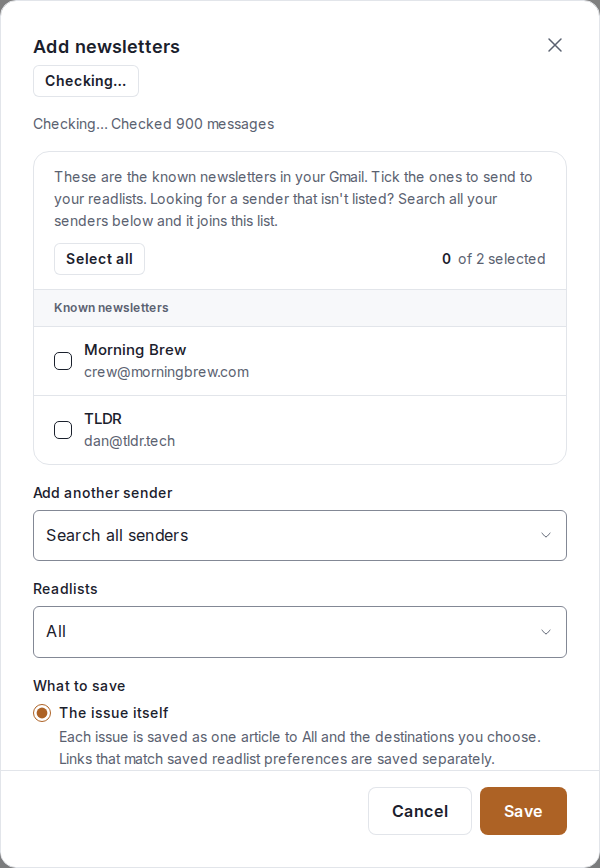 Add newsletters
Checking...
Checking... Checked 900 messages
These are the known newsletters in your Gmail. Tick the ones to send to
your readlists. Looking for a sender that isn't listed? Search all your
senders below and it joins this list.
Select all
0 of 2 selected
Known newsletters
Morning Brew
crew@morningbrew.com
TLDR
dan@tldr.tech
Add another sender
Search all senders
Readlists
All
What to save
The issue itself
Each issue is saved as one article to All and the destinations you choose.
Links that match saved readlist preferences are saved separately.
Cancel
Save